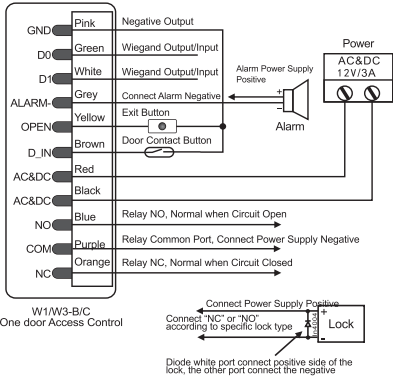 GND
Pink
Negative Output
D0
Green
Wiegand Output/Input
D1
White
Wiegand Output/Input
ALARM-
Grey
Connect Alarm Negative
OPEN
Yellow
Exit Button
D_IN
Brown
Door Contact Button
AC&DC
Red
AC&DC
Black
NO
Blue
Relay NO, Normal when Circuit Open
COM
Purple
Relay Common Port, Connect Power Supply Negative
NC
Orange
Relay NC, Normal when Circuit Closed
Alarm Power Supply
Positive
+
-
Alarm
Power
AC&DC
12V/3A
W1/W3-B/C
One door Access Control
Connect Power Supply Positive
Connect "NC" or "NO"
according to specific lock type
In4004
+
-
Lock
Diode white port connect positive side of the
lock, the other port connect the negative